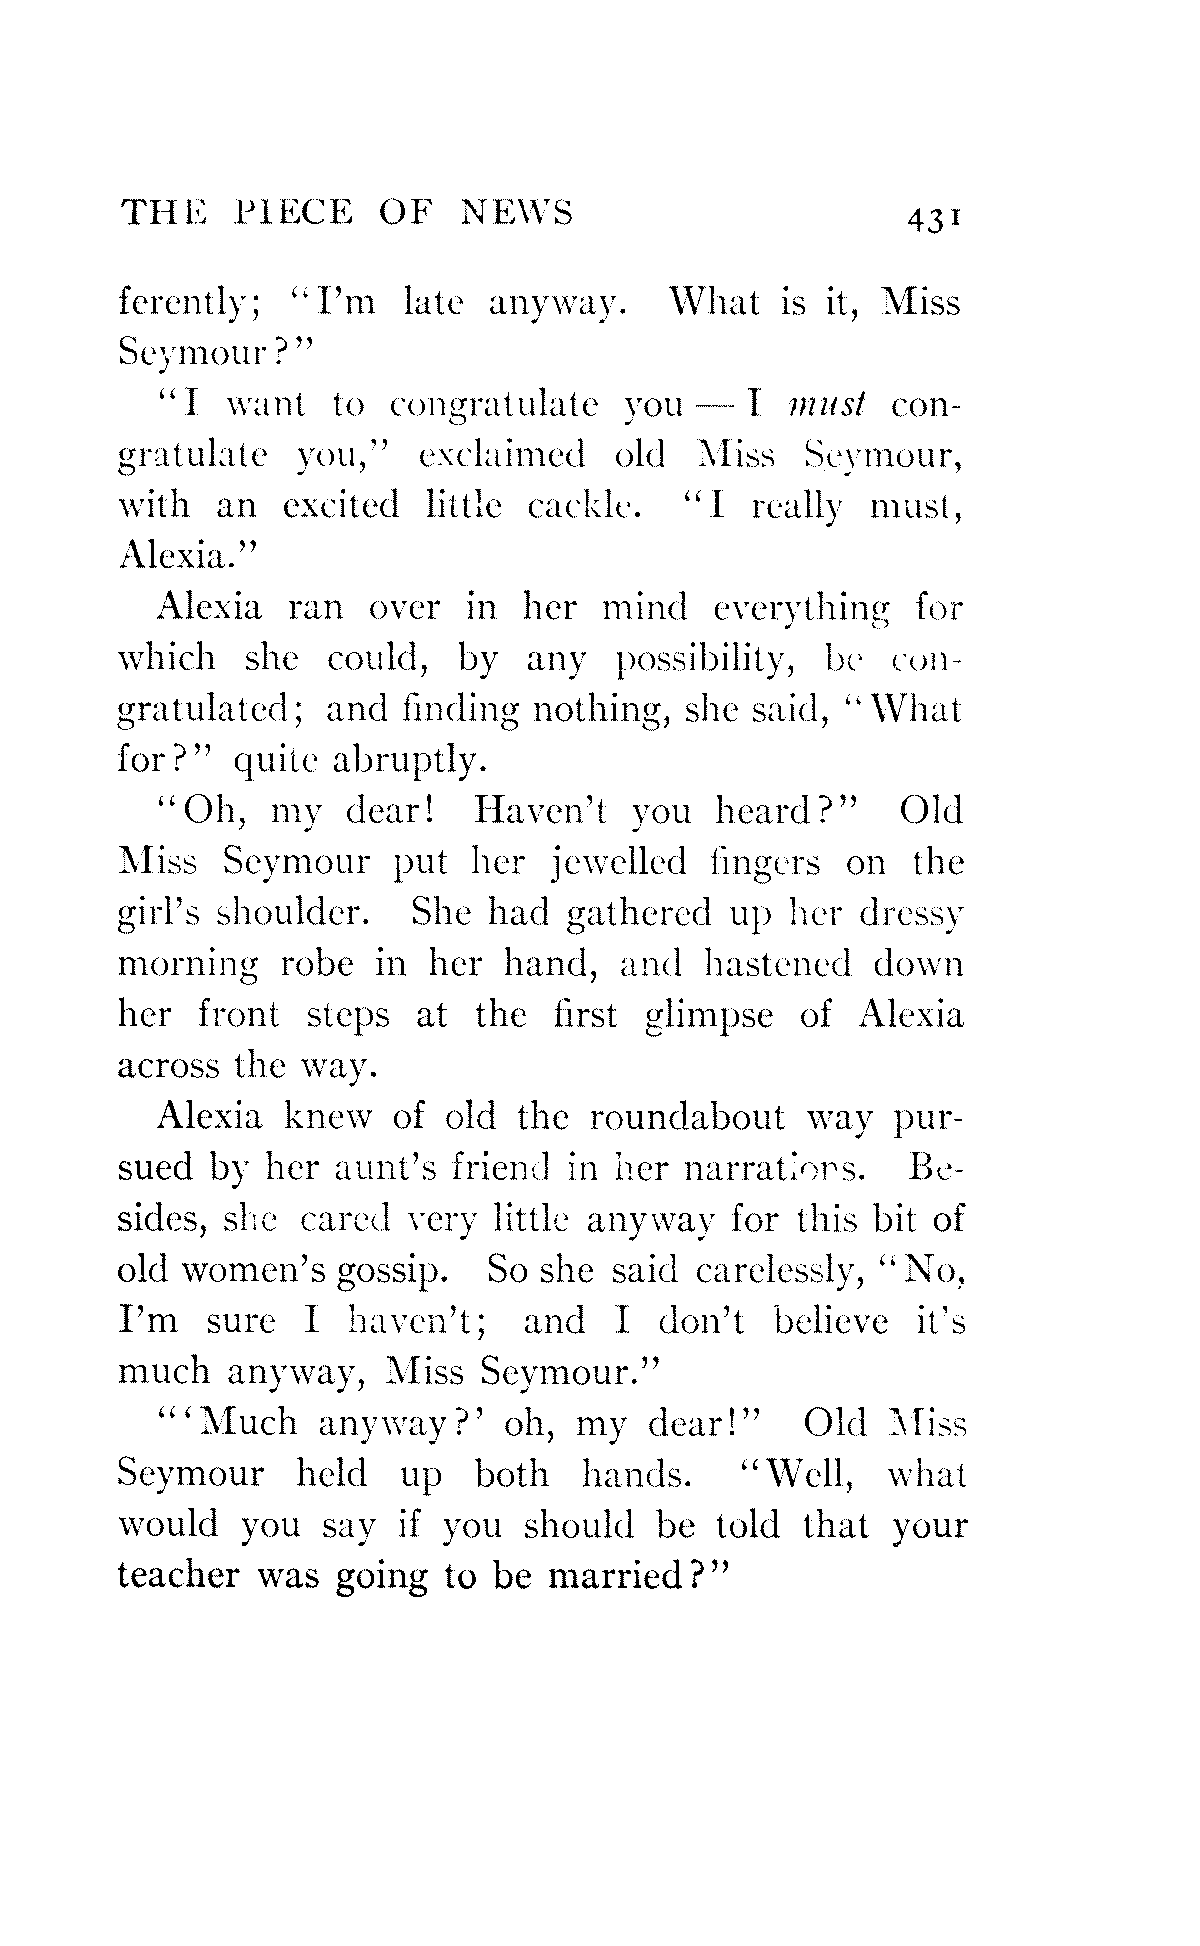 THE PIECE OF NEWS 431
ferently; "I'm late anyway. What is it, Miss
Seymour?"
"I want to congratulate you — I must con-
gratulate you," exclaimed old Miss Seymour,
with an excited little cackle. "I really must,
Alexia."
Alexia ran over in her mind everything for
which she could, by any possibility, be con-
gratulated; and finding nothing, she said, "What
for?" quite abruptly.
"Oh, my dear! Haven't you heard?" Old
Miss Seymour put her jewelled fingers on the
girl's shoulder. She had gathered up her dressy
morning robe in her hand, and hastened down
her front steps at the first glimpse of Alexia
across the way.
Alexia knew of old the roundabout way pur-
sued by her aunt's friend in her narrations. Be-
sides, she cared very little anyway for this bit of
old women's gossip. So she said carelessly, "No,
I'm sure I haven't; and I don't believe it's
much anyway, Miss Seymour."
"'Much anyway?' oh, my dear!" Old Miss
Seymour held up both hands. "Well, what
would you say if you should be told that your
teacher was going to be married?"